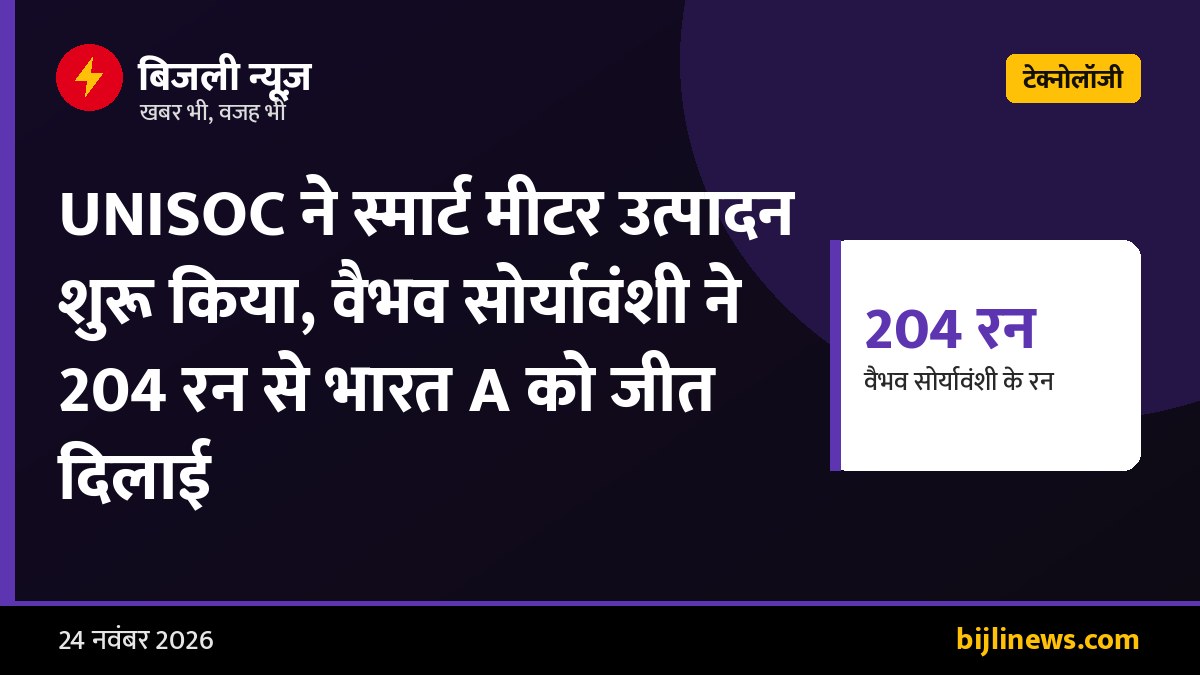 बिजली न्यूज़
खबर भी, वजह भी
टेक्नोलॉजी
UNISOC ने स्मार्ट मीटर उत्पादन
शुरू किया, वैभव सोर्यावंशी ने
204 रन से भारत A को जीत
दिलाई
204 रन
वैभव सोर्यावंशी के रन
24 नवंबर 2026
bijlinews.com